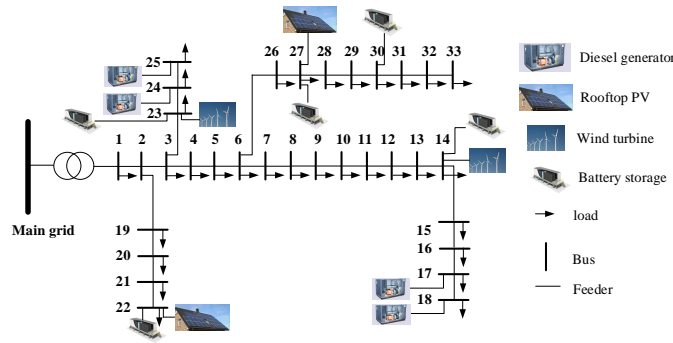 26 27 28 29 30 31 32 33
25
24
23
1 2 3 4 5 6 7 8 9 10 11 12 13 14
Main grid
19
20
21
22
15
16
17
18
Diesel generator
Rooftop PV
Wind turbine
Battery storage
load
Bus
Feeder